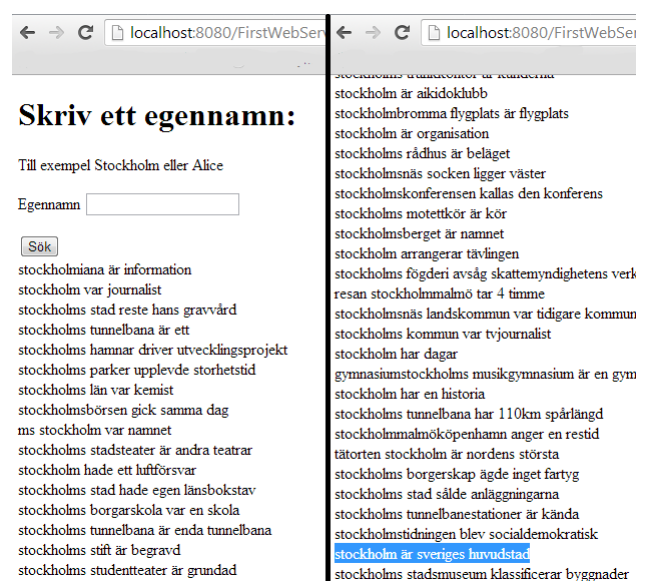 localhost:8080/FirstWebSer
Skriv ett egennamn:
Till exempel Stockholm eller Alice
Egennamn
Sök
stockholmiana är information
stockholm var journalist
stockholms stad reste hans gravvård
stockholms tunnelbana är ett
stockholms hamnar driver utvecklingsprojekt
stockholms parker upplevde storhetstid
stockholms län var kemist
stockholmsbörsen gick samma dag
ms stockholm var namnet
stockholms stadsteater är andra teatrar
stockholm hade ett luftförsvar
stockholms stad hade egen länsbokstav
stockholms borgarskola var en skola
stockholms tunnelbana är enda tunnelbana
stockholms stift är begravd
stockholms studentteater är grundad
localhost:8080/FirstWebSer
stockholm är aikidoklubb
stockholmbromma flygplats är flygplats
stockholm är organisation
stockholms rådhus är beläget
stockholmsnäs socken ligger väster
stockholmskonferensen kallas den konferens
stockholms motettkör är kör
stockholmsberget är namnet
stockholm arrangerar tävlingen
stockholms fögderi avsåg skattemyndighetens verk
resan stockholmmalmö tar 4 timme
stockholmsnäs landskommun var tidigare kommun
stockholms kommun var tvjournalist
stockholm har dagar
gymnasiumstockholms musikgymnasium är en gym
stockholm har en historia
stockholms tunnelbana har 110km spårlängd
stockholmmalmököpenhamn anger en restid
tätorten stockholm är nordens största
stockholms borgerskap ägde inget fartyg
stockholms stad sålde anläggningarna
stockholms tunnelbanestationer är kända
stockholmstidningen blev socialdemokratisk
stockholm är sveriges huvudstad
stockholms stadsmuseum klassificerar byggnader